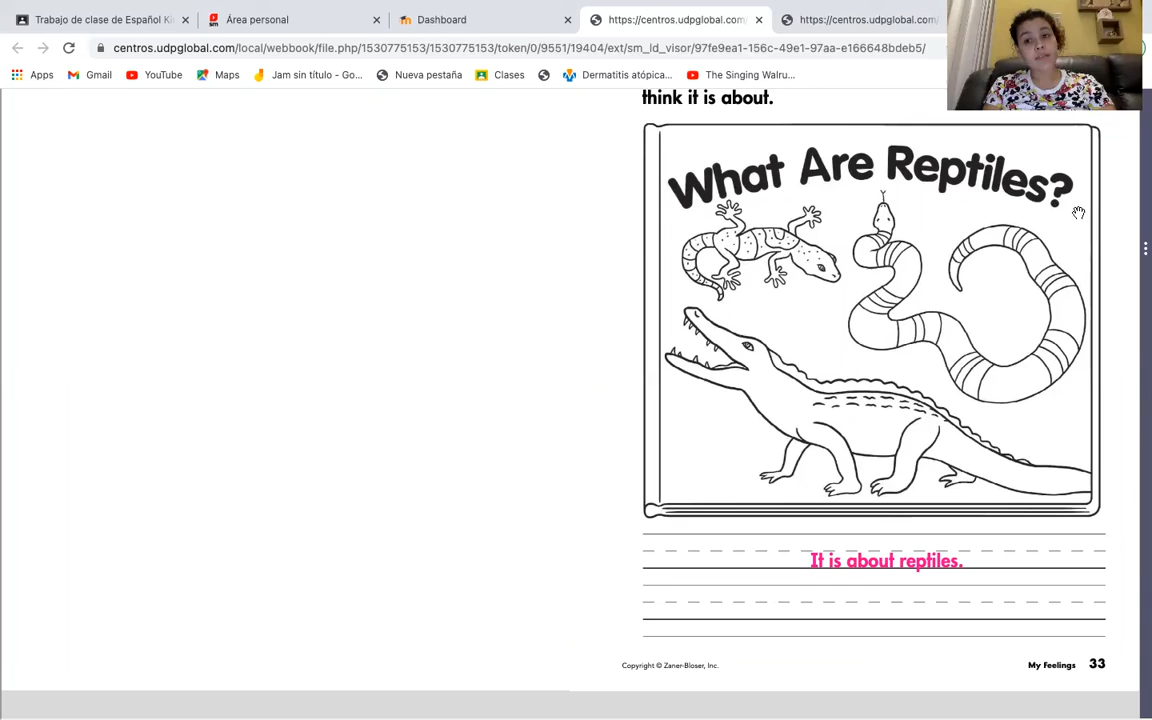 Trabajo de clase de Español Ki
Área personal
Dashboard
https://centros.udpglobal.com/
https://centros.udpglobal.com/
centros.udpglobal.com/local/webbook/file.php/1530775153/1530775153/token/0/9551/19404/ext/sm_ld_visor/97fe9ea1-156c-49e1-97aa-e166648bdeb5/
Apps
Gmail
YouTube
Maps
Jam sin título - Go...
Nueva pestaña
Clases
Dermatitis atópica...
The Singing Walrus...
think it is about.
What Are Reptiles?
It is about reptiles.
Copyright © Zaner-Bloser, Inc.
My Feelings 33